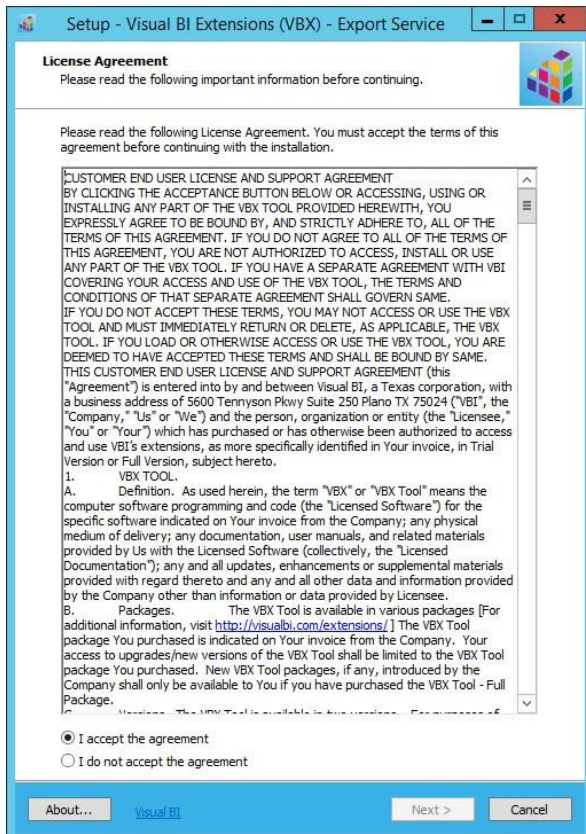 Setup - Visual BI Extensions (VBX) - Export Service
License Agreement
Please read the following important information before continuing.
Please read the following License Agreement. You must accept the terms of this
agreement before continuing with the installation.
CUSTOMER END USER LICENSE AND SUPPORT AGREEMENT
BY CLICKING THE ACCEPTANCE BUTTON BELOW OR ACCESSING, USING OR
INSTALLING ANY PART OF THE VBX TOOL PROVIDED HEREWITH, YOU
EXPRESSLY AGREE TO BE BOUND BY, AND STRICTLY ADHERE TO, ALL OF THE
TERMS OF THIS AGREEMENT. IF YOU DO NOT AGREE TO ALL OF THE TERMS OF
THIS AGREEMENT, YOU ARE NOT AUTHORIZED TO ACCESS, INSTALL OR USE
ANY PART OF THE VBX TOOL. IF YOU HAVE A SEPARATE AGREEMENT WITH VBI
COVERING YOUR ACCESS AND USE OF THE VBX TOOL, THE TERMS AND
CONDITIONS OF THAT SEPARATE AGREEMENT SHALL GOVERN SAME.
IF YOU DO NOT ACCEPT THESE TERMS, YOU MAY NOT ACCESS OR USE THE VBX
TOOL AND MUST IMMEDIATELY RETURN OR DELETE, AS APPLICABLE, THE VBX
TOOL. IF YOU LOAD OR OTHERWISE ACCESS OR USE THE VBX TOOL, YOU ARE
DEEMED TO HAVE ACCEPTED THESE TERMS AND SHALL BE BOUND BY SAME.
THIS CUSTOMER END USER LICENSE AND SUPPORT AGREEMENT (this
"Agreement") is entered into by and between Visual BI, a Texas corporation, with
a business address of 5600 Tennyson Pkwy Suite 250 Plano TX 75024 ("VBI", the
"Company," "Us" or "We") and the person, organization or entity (the "Licensee,"
"You" or "Your") which has purchased or has otherwise been authorized to access
and use VBI's extensions, as more specifically identified in Your invoice, in Trial
Version or Full Version, subject hereto.
1. VBX TOOL.
A. Definition. As used herein, the term "VBX" or "VBX Tool" means the
computer software programming and code (the "Licensed Software") for the
specific software indicated on Your invoice from the Company; any physical
medium of delivery; any documentation, user manuals, and related materials
provided by Us with the Licensed Software (collectively, the "Licensed
Documentation"); any and all updates, enhancements or supplemental materials
provided with regard thereto and any and all other data and information provided
by the Company other than information or data provided by Licensee.
B. Packages. The VBX Tool is available in various packages [For
additional information, visit http://visualbi.com/extensions/ ] The VBX Tool
package You purchased is indicated on Your invoice from the Company. Your
access to upgrades/new versions of the VBX Tool shall be limited to the VBX Tool
package You purchased. New VBX Tool packages, if any, introduced by the
Company shall only be available to You if you have purchased the VBX Tool - Full
Package.
I accept the agreement
I do not accept the agreement
About...
Visual BI
Next >
Cancel